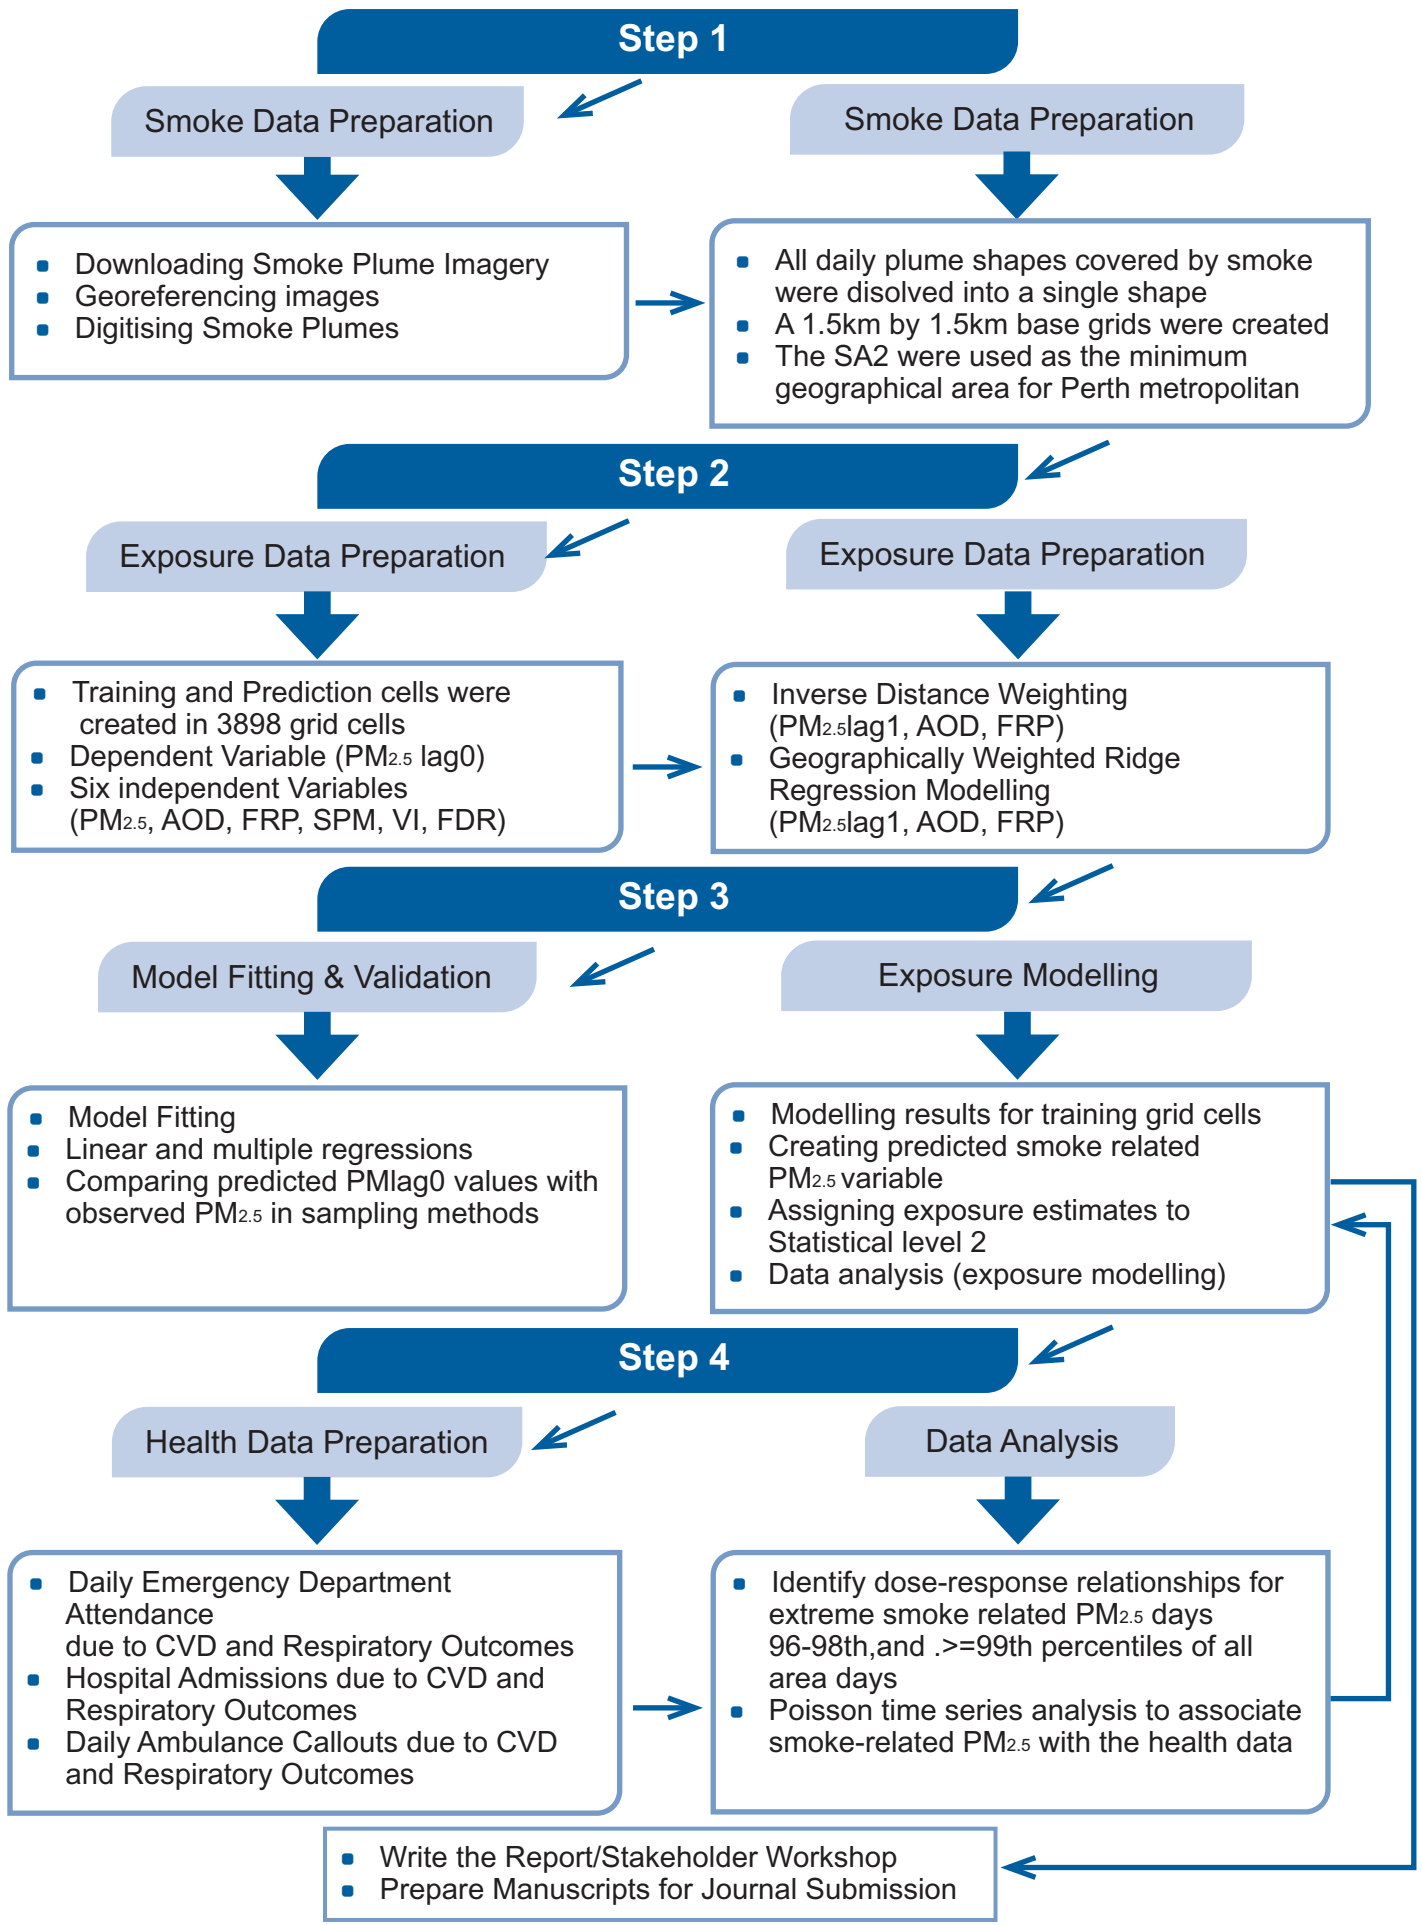 Step 1
Smoke Data Preparation
Smoke Data Preparation
Downloading Smoke Plume Imagery
Georeferencing images
Digitising Smoke Plumes
All daily plume shapes covered by smoke
were disolved into a single shape
A 1.5km by 1.5km base grids were created
The SA2 were used as the minimum
geographical area for Perth metropolitan
Step 2
Exposure Data Preparation
Exposure Data Preparation
Training and Prediction cells were
created in 3898 grid cells
Dependent Variable (PM2.5 lag0)
Six independent Variables
(PM2.5, AOD, FRP, SPM, VI, FDR)
Inverse Distance Weighting
(PM2.5lag1, AOD, FRP)
Geographically Weighted Ridge
Regression Modelling
(PM2.5lag1, AOD, FRP)
Step 3
Model Fitting & Validation
Exposure Modelling
Model Fitting
Linear and multiple regressions
Comparing predicted PMlag0 values with
observed PM2.5 in sampling methods
Modelling results for training grid cells
Creating predicted smoke related
PM2.5 variable
Assigning exposure estimates to
Statistical level 2
Data analysis (exposure modelling)
Step 4
Health Data Preparation
Data Analysis
Daily Emergency Department
Attendance
due to CVD and Respiratory Outcomes
Hospital Admissions due to CVD and
Respiratory Outcomes
Daily Ambulance Callouts due to CVD
and Respiratory Outcomes
Identify dose-response relationships for
extreme smoke related PM2.5 days
96-98th,and .>=99th percentiles of all
area days
Poisson time series analysis to associate
smoke-related PM2.5 with the health data
Write the Report/Stakeholder Workshop
Prepare Manuscripts for Journal Submission